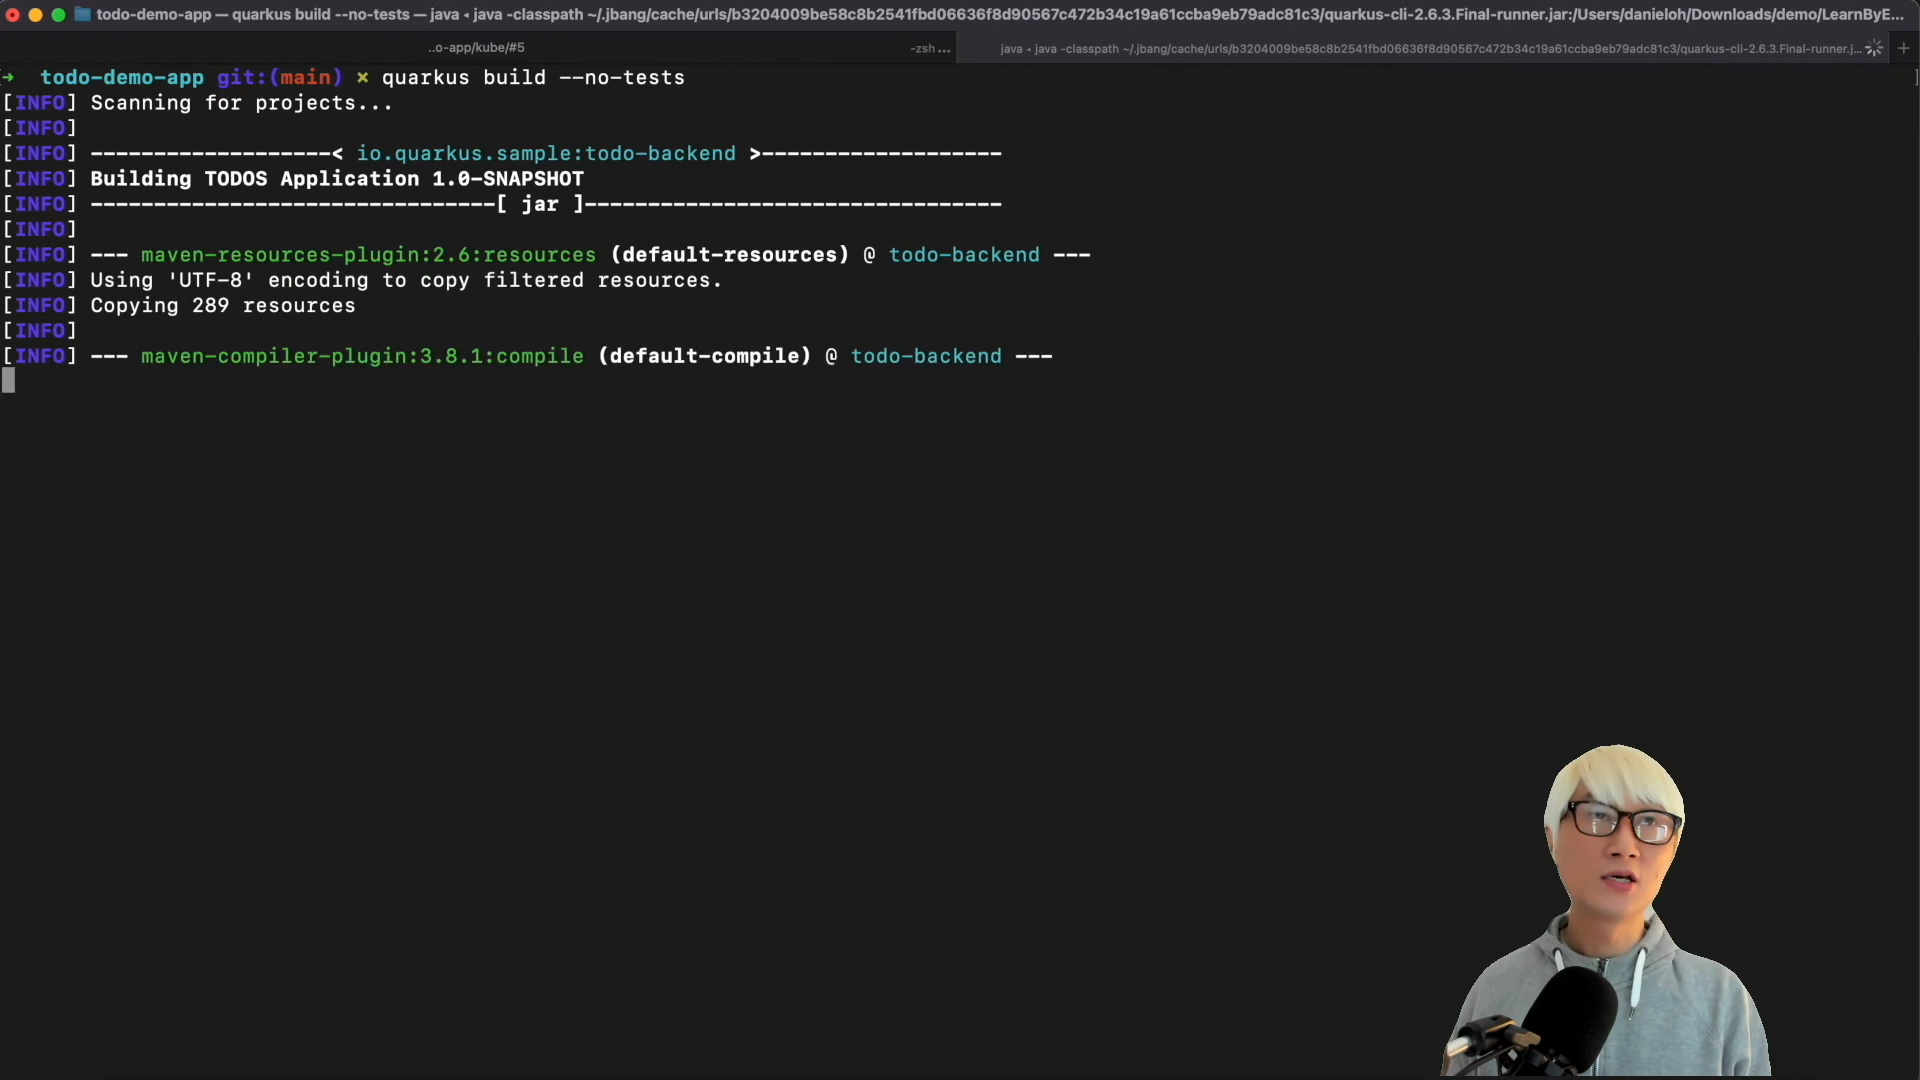 todo-demo-app — quarkus build --no-tests — java ◂ java -classpath ~/.jbang/cache/urls/b3204009be58c8b2541fbd06636f8d90567c472b34c19a61ccba9eb79adc81c3/quarkus-cli-2.6.3.Final-runner.jar:/Users/danieloh/Downloads/demo/LearnByE...
..o-app/kube/#5
-zsh ...
java ◂ java -classpath ~/.jbang/cache/urls/b3204009be58c8b2541fbd06636f8d90567c472b34c19a61ccba9eb79adc81c3/quarkus-cli-2.6.3.Final-runner.j...
→ todo-demo-app git:(main) ✗ quarkus build --no-tests
[INFO] Scanning for projects...
[INFO]
[INFO] -------------------< io.quarkus.sample:todo-backend >-------------------
[INFO] Building TODOS Application 1.0-SNAPSHOT
[INFO] --------------------------------[ jar ]---------------------------------
[INFO]
[INFO] --- maven-resources-plugin:2.6:resources (default-resources) @ todo-backend ---
[INFO] Using 'UTF-8' encoding to copy filtered resources.
[INFO] Copying 289 resources
[INFO]
[INFO] --- maven-compiler-plugin:3.8.1:compile (default-compile) @ todo-backend ---